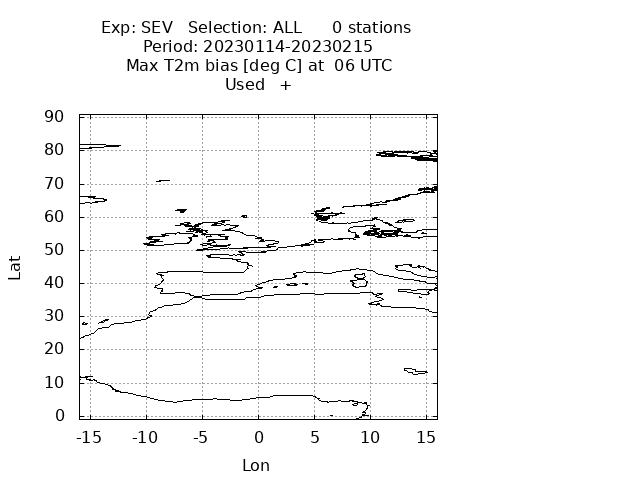 Exp: SEV   Selection: ALL      0 stations
Period: 20230114-20230215
Max T2m bias [deg C] at  06 UTC
Used   +
90
80
70
60
50
40
30
20
10
0
Lat
-15 -10 -5 0 5 10 15
Lon